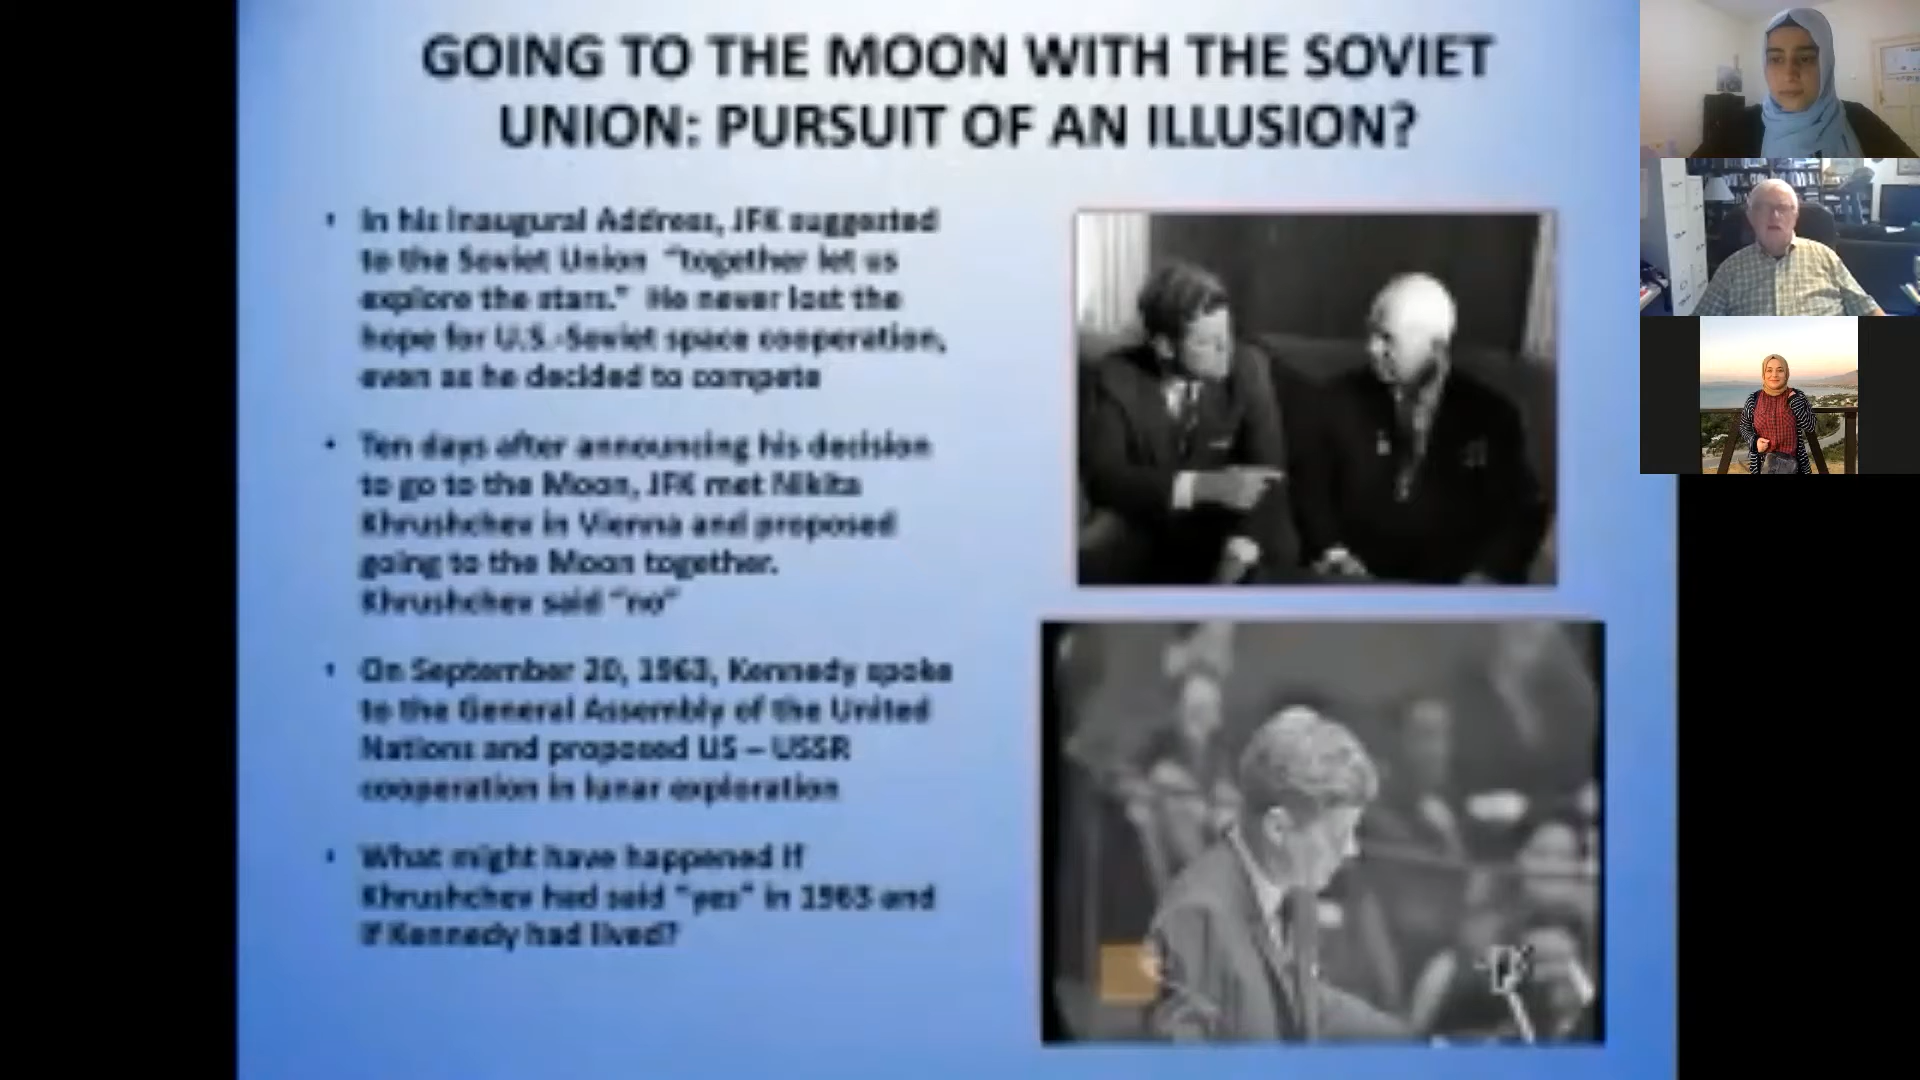 GOING TO THE MOON WITH THE SOVIET
UNION: PURSUIT OF AN ILLUSION?
• In his Inaugural Address, JFK suggested
to the Soviet Union "together let us
explore the stars." He never lost the
hope for U.S.-Soviet space cooperation,
even as he decided to compete
• Ten days after announcing his decision
to go to the Moon, JFK met Nikita
Khrushchev in Vienna and proposed
going to the Moon together.
Khrushchev said "no"
• On September 20, 1963, Kennedy spoke
to the General Assembly of the United
Nations and proposed US – USSR
cooperation in lunar exploration
• What might have happened if
Khrushchev had said "yes" in 1963 and
if Kennedy had lived?